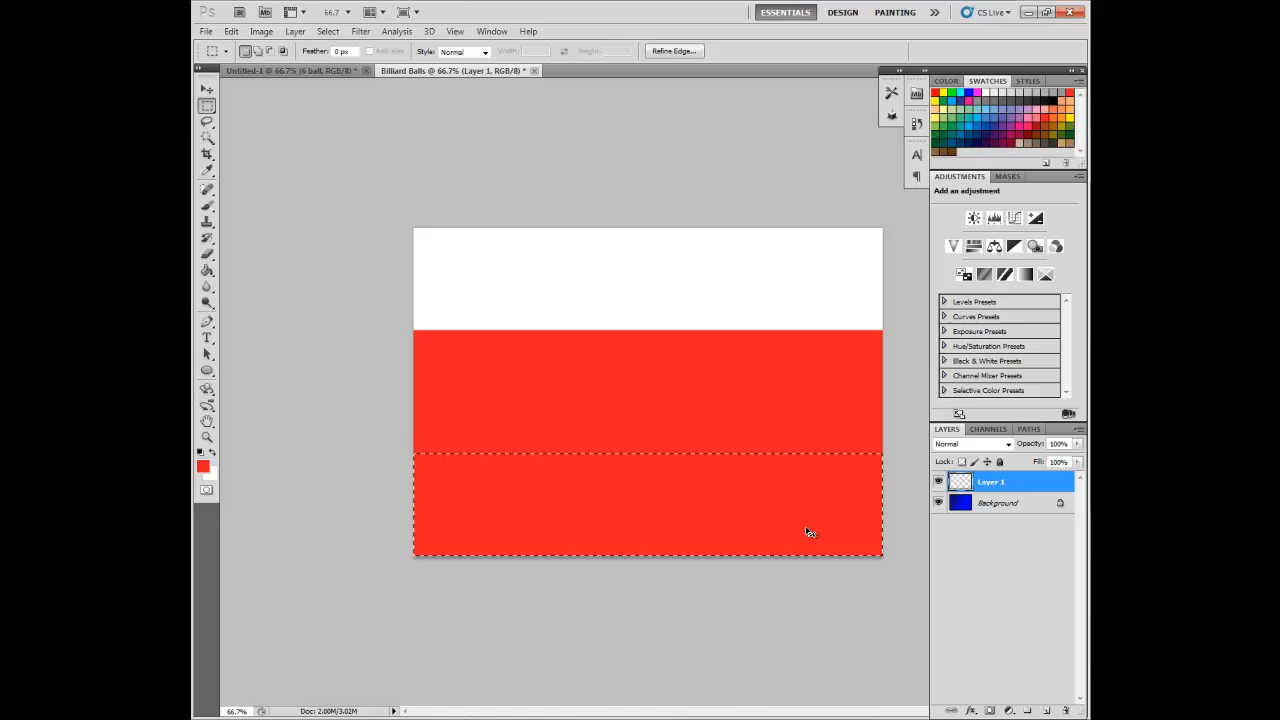 Ps Br Mb 66.7 ESSENTIALS DESIGN PAINTING CS Live
File Edit Image Layer Select Filter Analysis 3D View Window Help
Feather: 0 px Anti-alias Style: Normal Width: Height: Refine Edge...
Untitled-1 @ 66.7% (6 ball, RGB/8) * Billiard Balls @ 66.7% (Layer 1, RGB/8) *
COLOR SWATCHES STYLES
Mb
ADJUSTMENTS MASKS
Add an adjustment
Levels Presets
Curves Presets
Exposure Presets
Hue/Saturation Presets
Black & White Presets
Channel Mixer Presets
Selective Color Presets
LAYERS CHANNELS PATHS
Normal Opacity: 100%
Lock: Fill: 100%
Layer 1
Background
66.7% Doc: 2.00M/3.02M